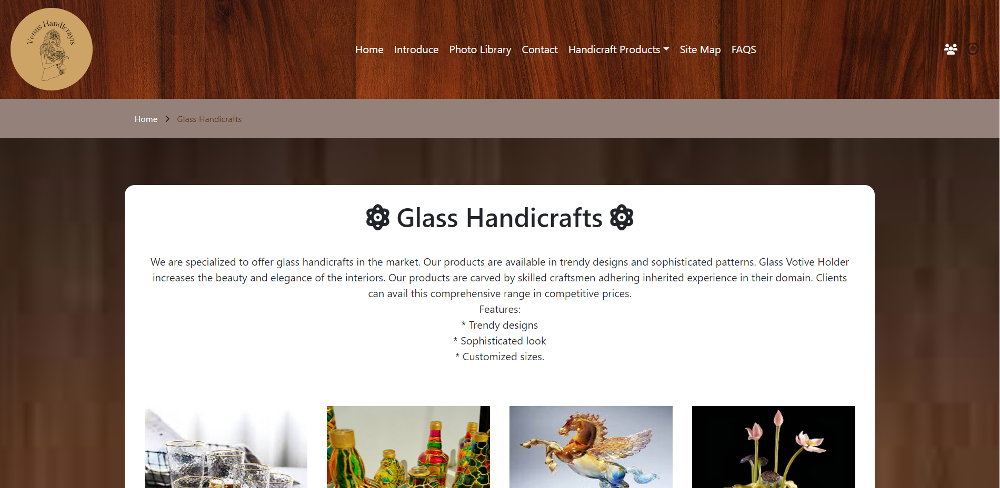 Venus Handicrayts
Home Introduce Photo Library Contact Handicraft Products Site Map FAQS
Home Glass Handicrafts
Glass Handicrafts
We are specialized to offer glass handicrafts in the market. Our products are available in trendy designs and sophisticated patterns. Glass Votive Holder
increases the beauty and elegance of the interiors. Our products are carved by skilled craftsmen adhering inherited experience in their domain. Clients
can avail this comprehensive range in competitive prices.
Features:
* Trendy designs
* Sophisticated look
* Customized sizes.